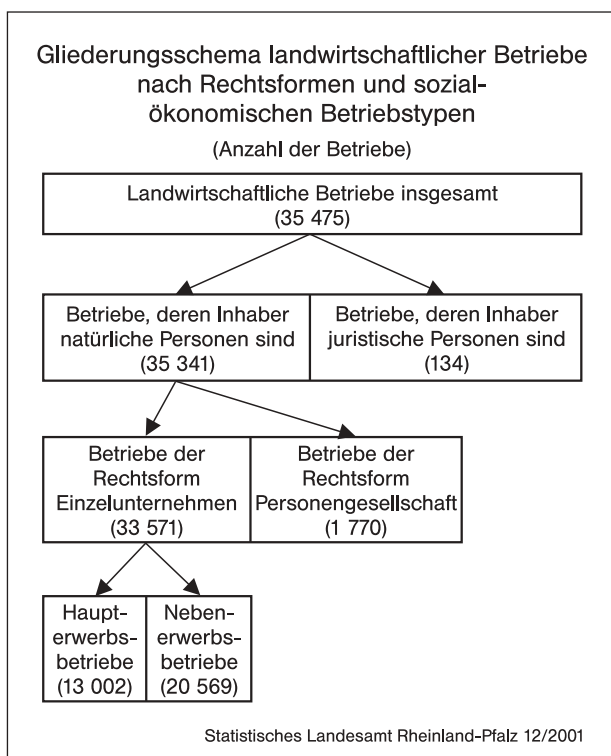 Gliederungsschema landwirtschaftlicher Betriebe
nach Rechtsformen und sozial-
ökonomischen Betriebstypen
(Anzahl der Betriebe)
Landwirtschaftliche Betriebe insgesamt
(35 475)
Betriebe, deren Inhaber
natürliche Personen sind
(35 341)
Betriebe, deren Inhaber
juristische Personen sind
(134)
Betriebe der
Rechtsform
Einzelunternehmen
(33 571)
Betriebe der
Rechtsform
Personengesellschaft
(1 770)
Haupt-
erwerbs-
betriebe
(13 002)
Neben-
erwerbs-
betriebe
(20 569)
Statistisches Landesamt Rheinland-Pfalz 12/2001